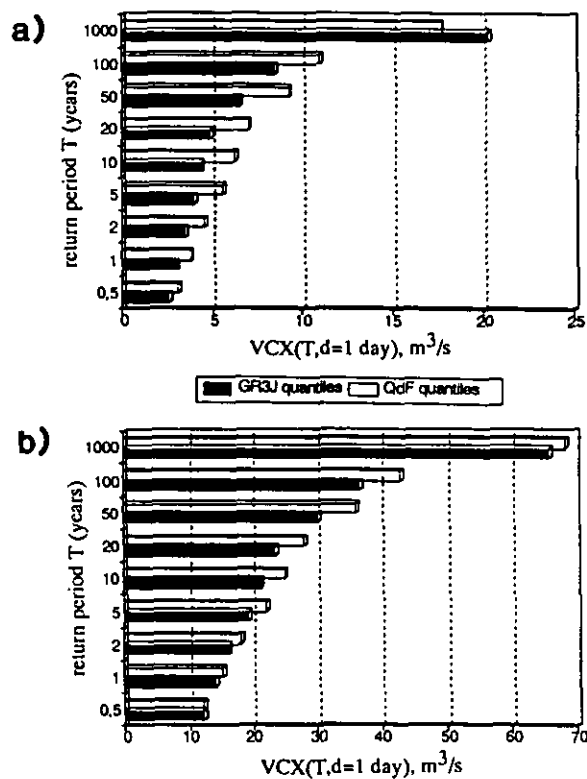 a)
return period T (years)
1000
100
50
20
10
5
2
1
0,5
0 5 10 15 20 25
VCX(T,d=1 day), m³/s
GR3J quantiles QdF quantiles
b)
return period T (years)
1000
100
50
20
10
5
2
1
0,5
0 10 20 30 40 50 60 70
VCX(T,d=1 day), m³/s